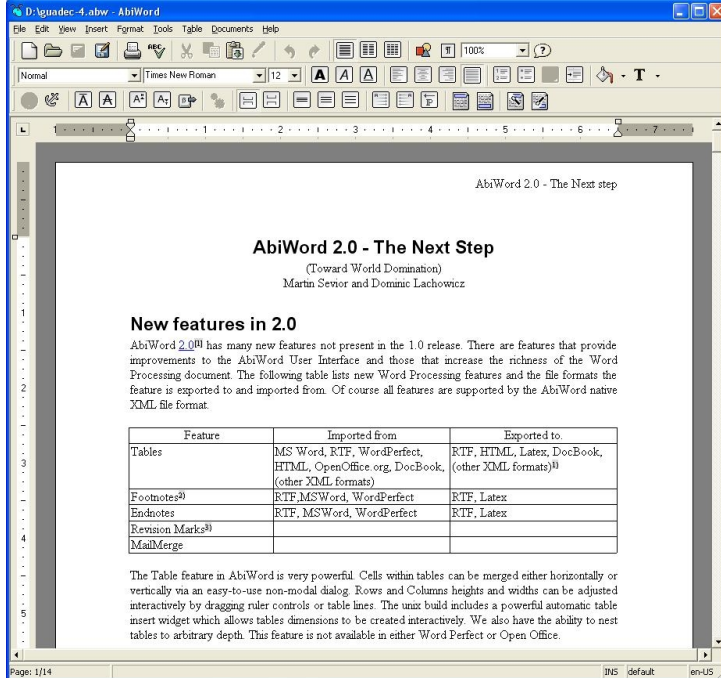 D:\guadec-4.abw - AbiWord
File Edit View Insert Format Tools Table Documents Help
100%
Normal Times New Roman 12
1 1 2 3 4 5 6 7
AbiWord 2.0 - The Next step
AbiWord 2.0 - The Next Step
(Toward World Domination)
Martin Sevior and Dominic Lachowicz
New features in 2.0
AbiWord 2.0[1] has many new features not present in the 1.0 release. There are features that provide
improvements to the AbiWord User Interface and those that increase the richness of the Word
Processing document. The following table lists new Word Processing features and the file formats the
feature is exported to and imported from. Of course all features are supported by the AbiWord native
XML file format.
Feature Imported from Exported to.
Tables MS Word, RTF, WordPerfect, RTF, HTML, Latex, DocBook,
HTML, OpenOffice.org, DocBook, (other XML formats)1)
(other XML formats)
Footnotes2) RTF,MSWord, WordPerfect RTF, Latex
Endnotes RTF, MSWord, WordPerfect RTF, Latex
Revision Marks3)
MailMerge
The Table feature in AbiWord is very powerful. Cells within tables can be merged either horizontally or
vertically via an easy-to-use non-modal dialog. Rows and Columns heights and widths can be adjusted
interactively by dragging ruler controls or table lines. The unix build includes a powerful automatic table
insert widget which allows tables dimensions to be created interactively. We also have the ability to nest
tables to arbitrary depth. This feature is not available in either Word Perfect or Open Office.
Page: 1/14 INS default en-US